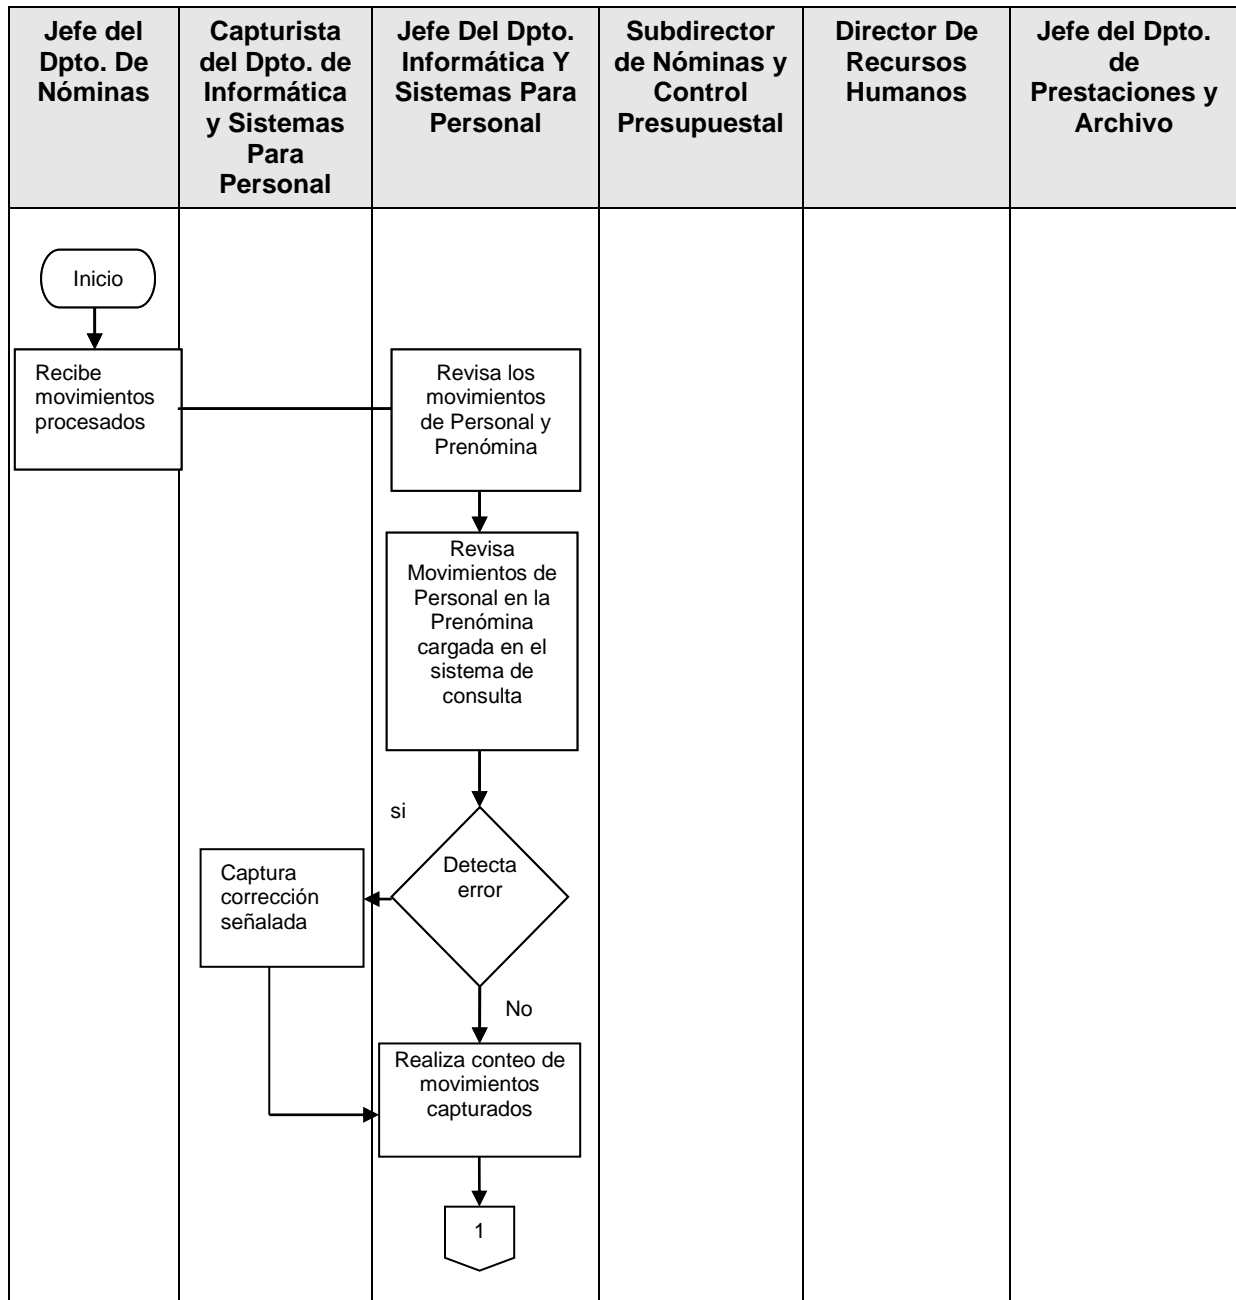 Jefe del
Dpto. De
Nóminas
Capturista
del Dpto. de
Informática
y Sistemas
Para
Personal
Jefe Del Dpto.
Informática Y
Sistemas Para
Personal
Subdirector
de Nóminas y
Control
Presupuestal
Director De
Recursos
Humanos
Jefe del Dpto.
de
Prestaciones y
Archivo
Inicio
Recibe
movimientos
procesados
Revisa los
movimientos
de Personal y
Prenómina
Revisa
Movimientos de
Personal en la
Prenómina
cargada en el
sistema de
consulta
si
Detecta
error
Captura
corrección
señalada
No
Realiza conteo de
movimientos
capturados
1